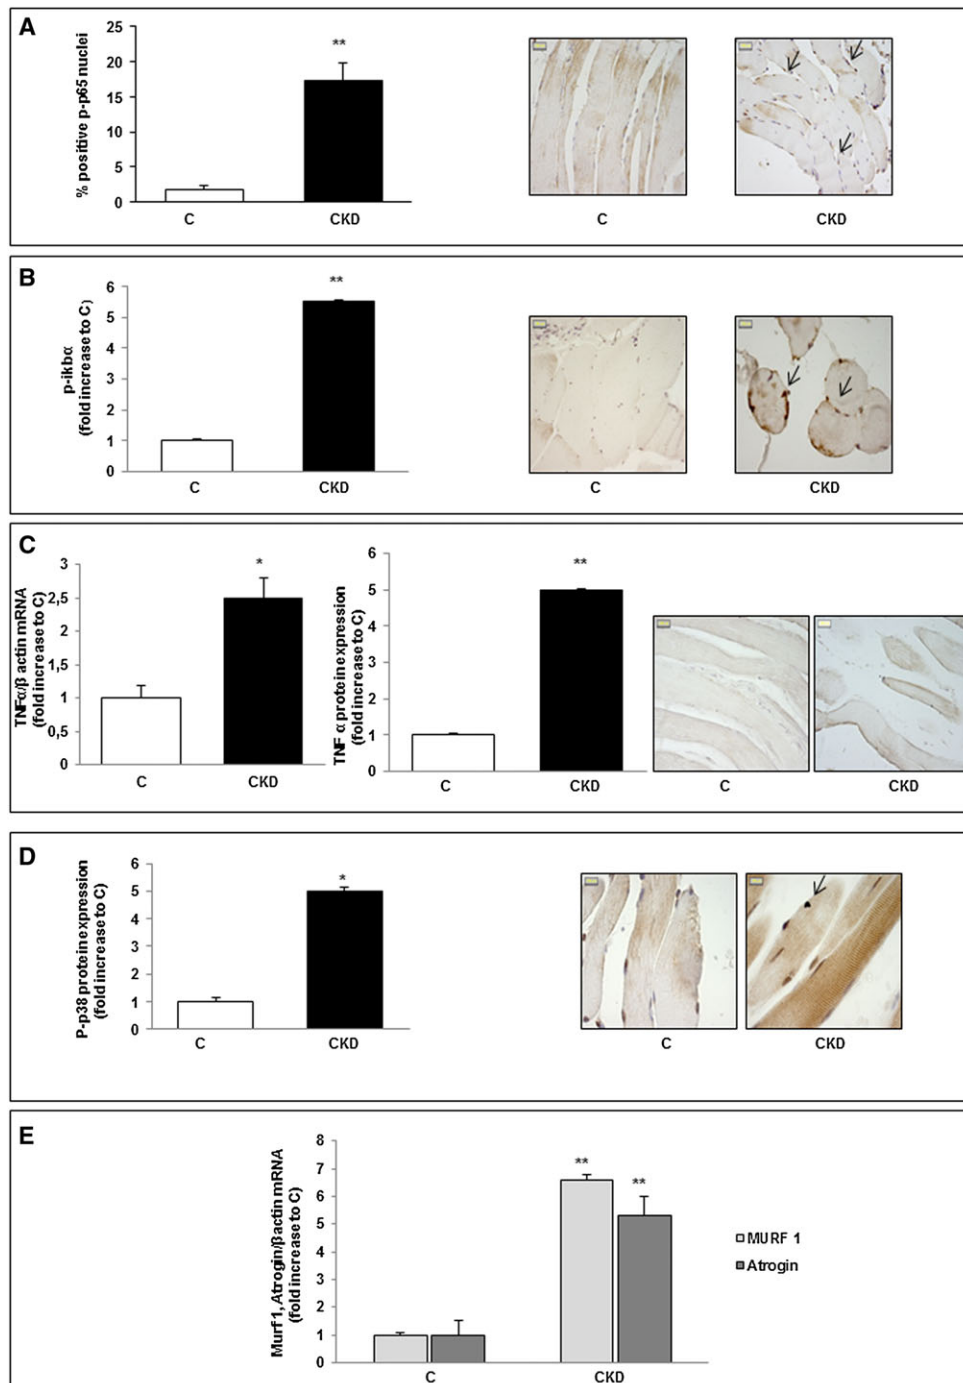 A
% positive p-p65 nuclei
25
20
15
10
5
0
**
C
CKD
C
CKD
B
p-ikbα
(fold increase to C)
6
5
4
3
2
1
0
**
C
CKD
C
CKD
C
TNFα/β actin mRNA
(fold increase to C)
3
2,5
2
1,5
1
0,5
0
*
C
CKD
TNF α protein expression
(fold increase to C)
6
5
4
3
2
1
0
**
C
CKD
C
CKD
D
P-p38 protein expression
(fold increase to C)
6
5
4
3
2
1
0
*
C
CKD
C
CKD
E
Murf 1, Atrogin/βactin mRNA
(fold increase to C)
8
7
6
5
4
3
2
1
0
**
**
C
CKD
MURF 1
Atrogin